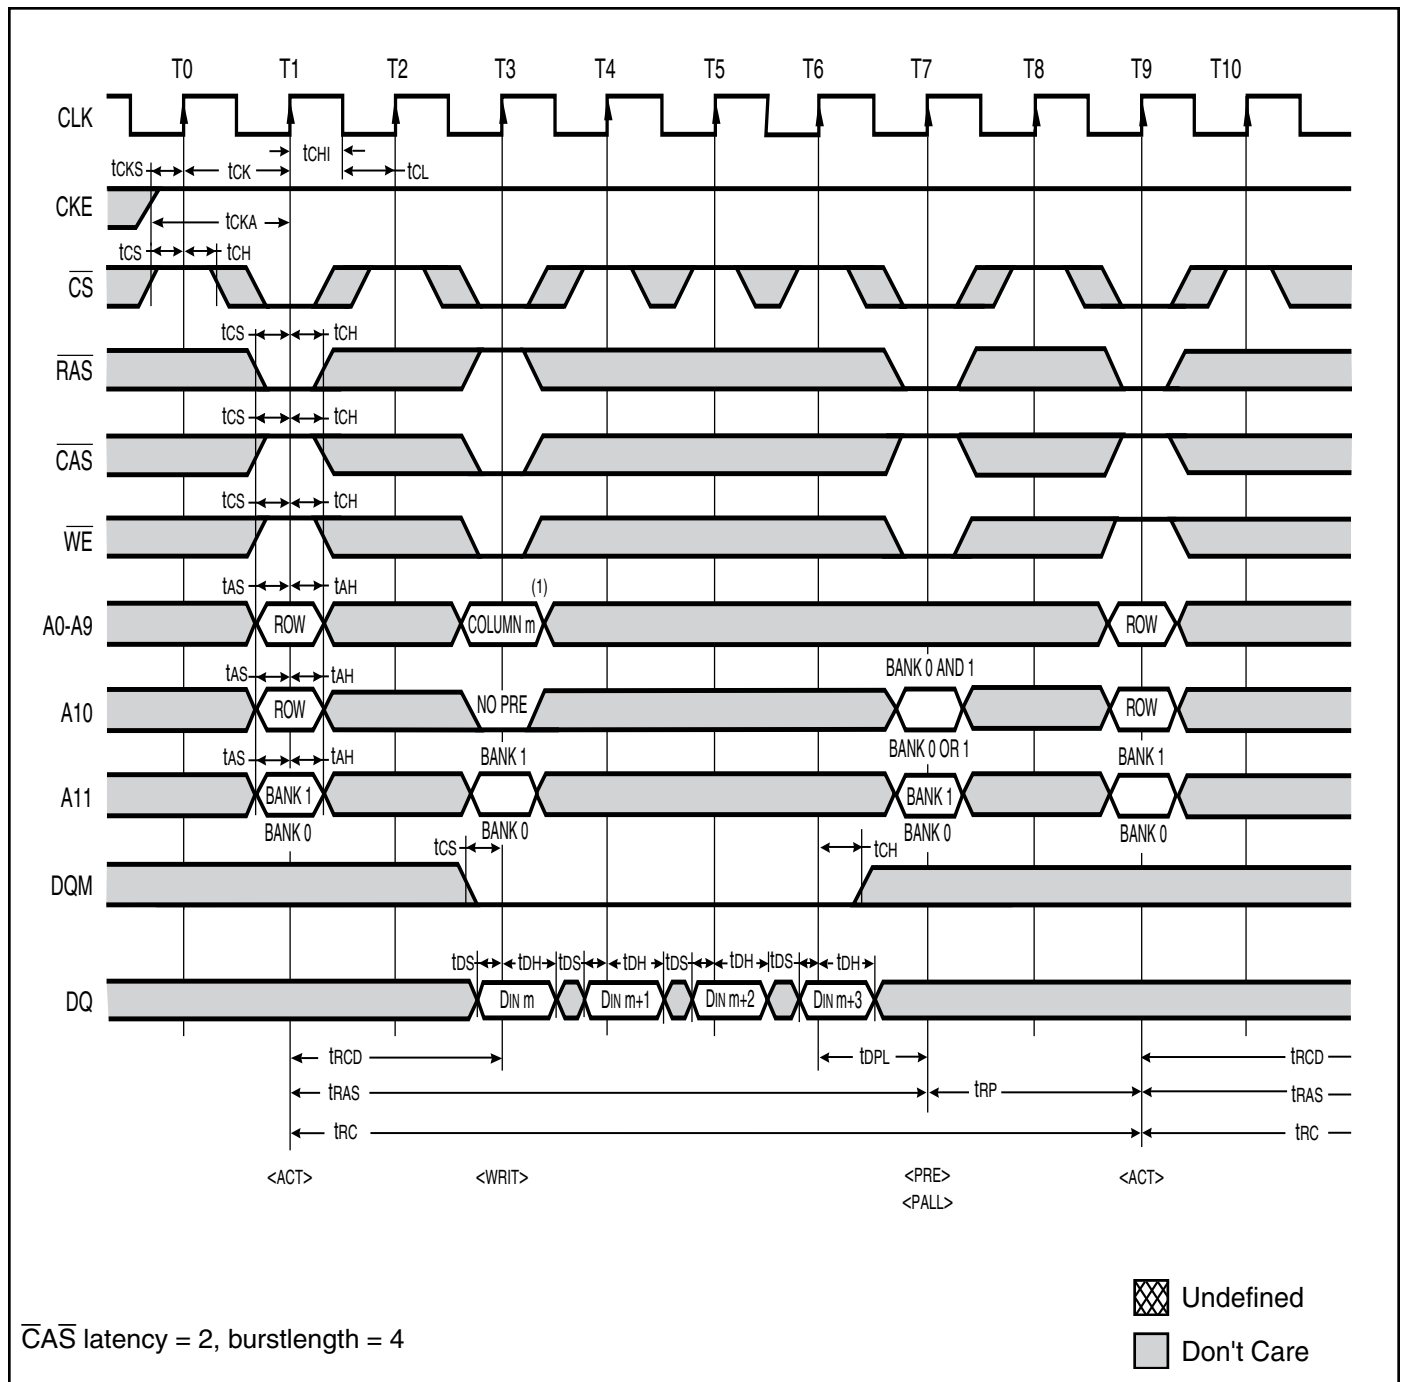 T0 T1 T2 T3 T4 T5 T6 T7 T8 T9 T10
CLK
tCHI
tCKS tCK tCL
CKE
tCKA
tCS tCH
CS
tCS tCH
RAS
tCS tCH
CAS
tCS tCH
WE
tAS tAH (1)
A0-A9 ROW COLUMN m ROW
tAS tAH BANK 0 AND 1
A10 ROW NO PRE ROW
tAS tAH BANK 1 BANK 0 OR 1 BANK 1
A11 BANK 1 BANK 1
BANK 0 BANK 0 BANK 0 BANK 0
tCS tCH
DQM
tDS tDH tDS tDH tDS tDH tDS tDH
DQ DIN m DIN m+1 DIN m+2 DIN m+3
tRCD tDPL tRCD
tRAS tRP tRAS
tRC tRC
<ACT> <WRIT> <PRE> <ACT>
<PALL>
Undefined
CAS latency = 2, burstlength = 4
Don't Care